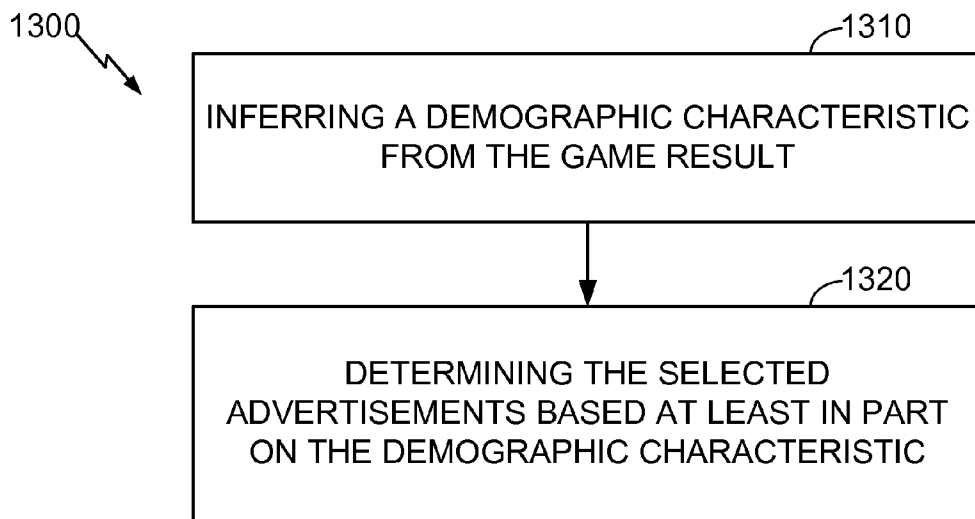 1300
1310
INFERRING A DEMOGRAPHIC CHARACTERISTIC
FROM THE GAME RESULT
1320
DETERMINING THE SELECTED
ADVERTISEMENTS BASED AT LEAST IN PART
ON THE DEMOGRAPHIC CHARACTERISTIC